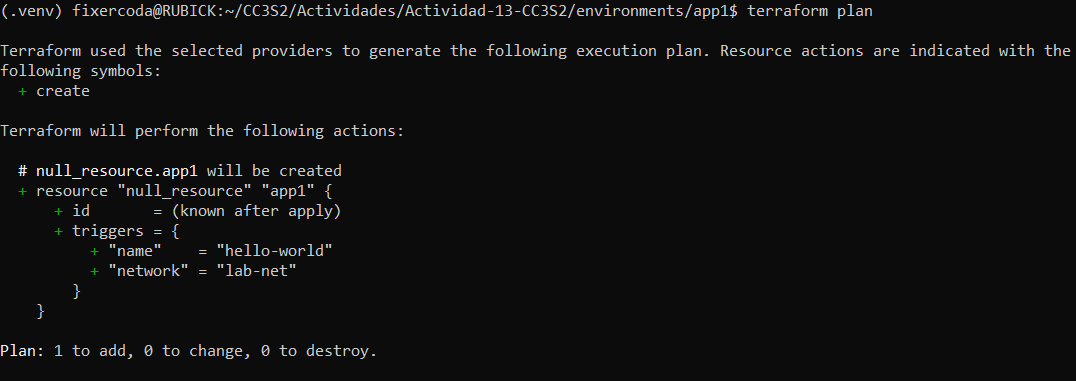 (.venv) fixercoda@RUBICK:~/CC3S2/Actividades/Actividad-13-CC3S2/environments/app1$ terraform plan
Terraform used the selected providers to generate the following execution plan. Resource actions are indicated with the
following symbols:
  + create
Terraform will perform the following actions:
  # null_resource.app1 will be created
  + resource "null_resource" "app1" {
      + id       = (known after apply)
      + triggers = {
          + "name"    = "hello-world"
          + "network" = "lab-net"
        }
    }
Plan: 1 to add, 0 to change, 0 to destroy.